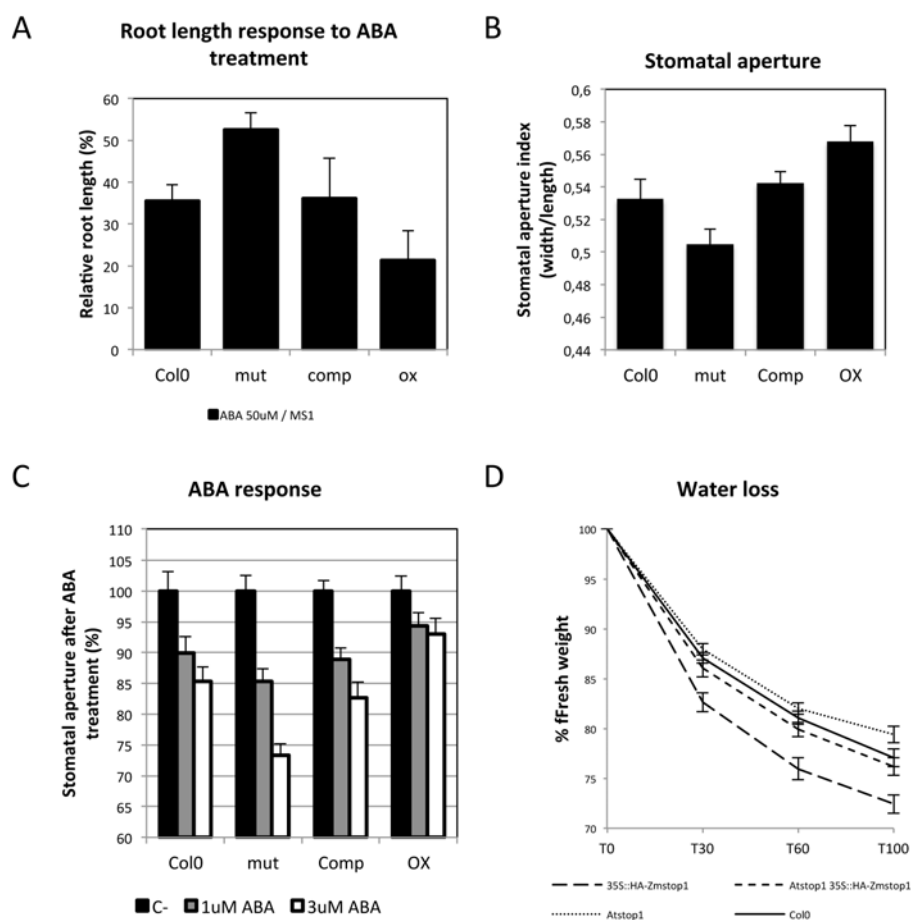 A
Root length response to ABA
treatment
Relative root length (%)
60
50
40
30
20
10
0
Col0 mut comp ox
ABA 50uM / MS1
B
Stomatal aperture
Stomatal aperture index
(width/length)
0,6
0,58
0,56
0,54
0,52
0,5
0,48
0,46
0,44
Col0 mut Comp OX
C
ABA response
Stomatal aperture after ABA
treatment (%)
110
105
100
95
90
85
80
75
70
65
60
Col0 mut Comp OX
C- 1uM ABA 3uM ABA
D
Water loss
% fFresh weight
100
95
90
85
80
75
70
T0 T30 T60 T100
35S::HA-Zmstop1 Atstop1 35S::HA-Zmstop1
Atstop1 Col0